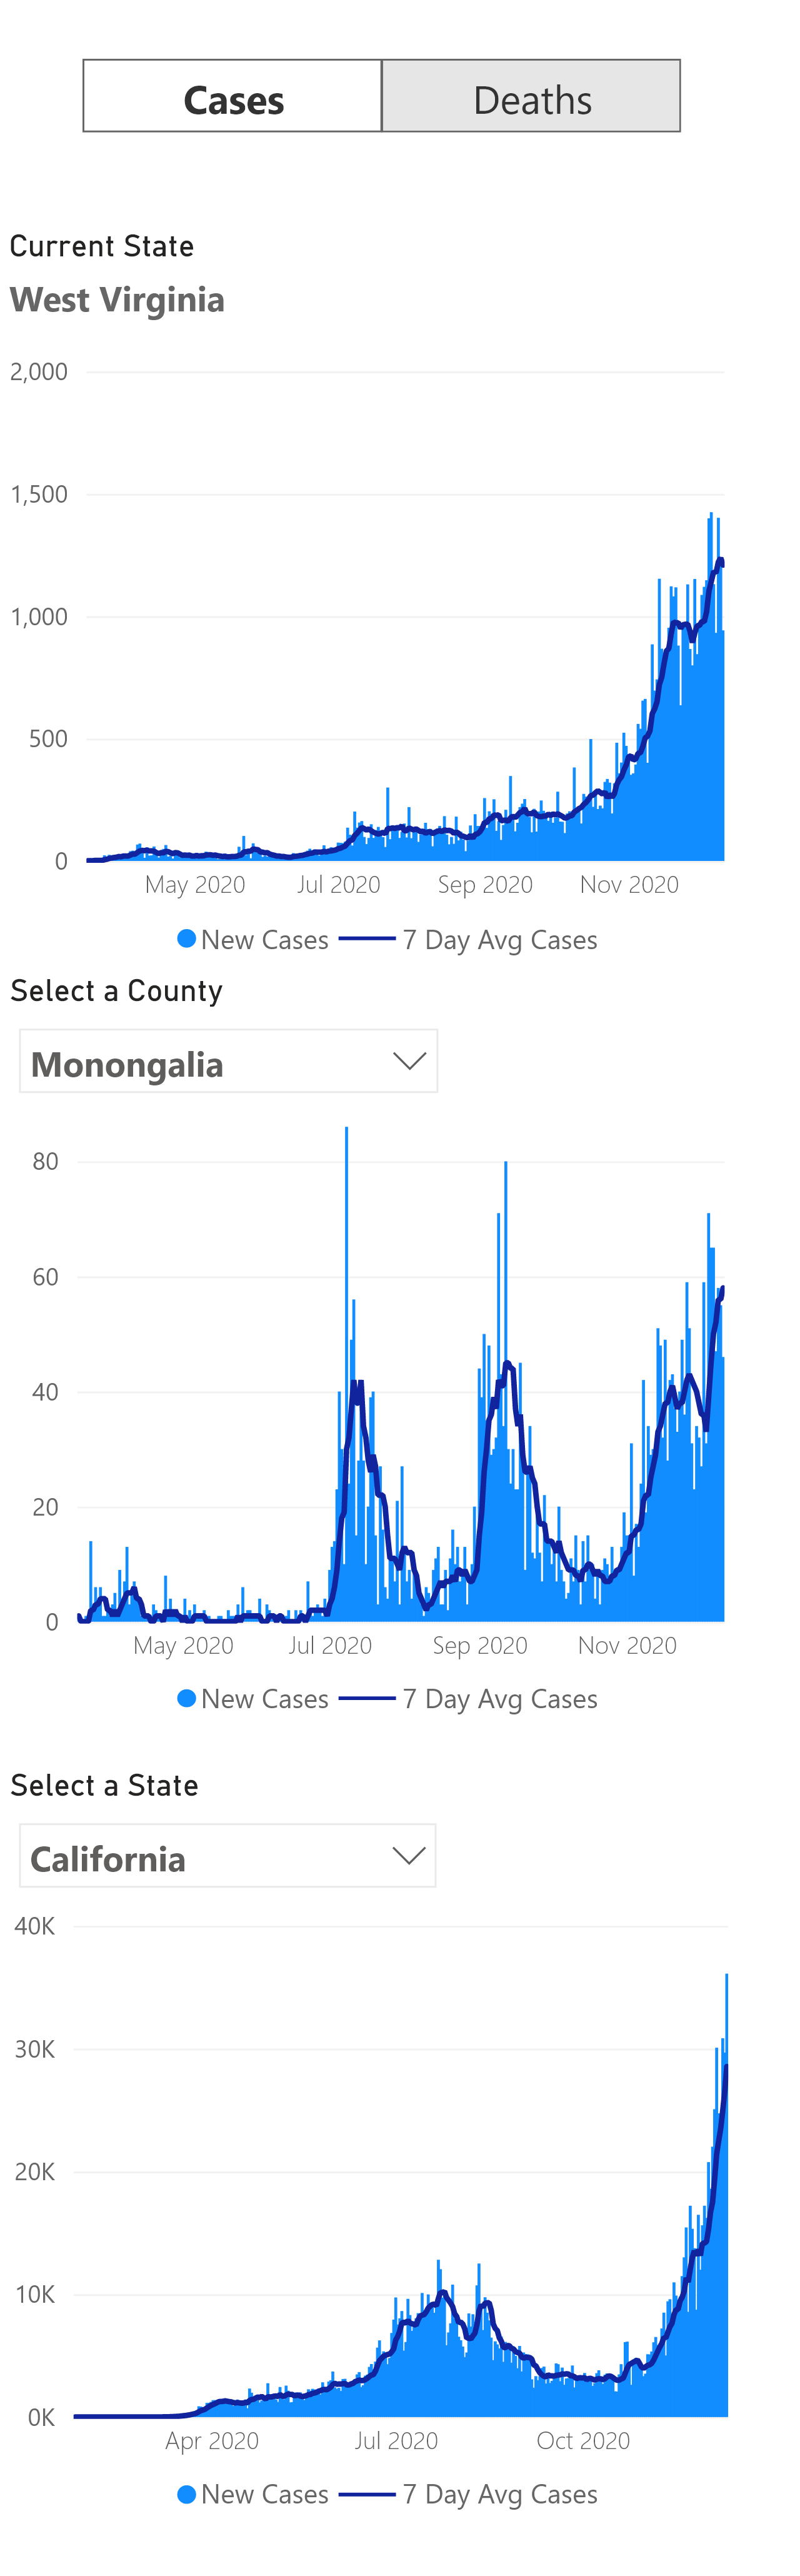 Cases Deaths
Current State
West Virginia
2,000
1,500
1,000
500
0
May 2020 Jul 2020 Sep 2020 Nov 2020
New Cases 7 Day Avg Cases
Select a County
Monongalia
80
60
40
20
0
May 2020 Jul 2020 Sep 2020 Nov 2020
New Cases 7 Day Avg Cases
Select a State
California
40K
30K
20K
10K
0K
Apr 2020 Jul 2020 Oct 2020
New Cases 7 Day Avg Cases